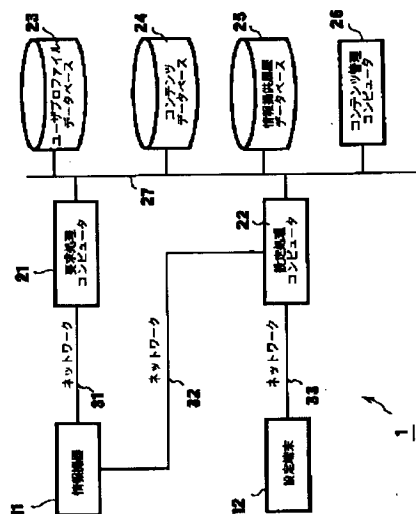 23
ユーザプロファイル
データベース
24
コンテンツ
データベース
25
情報提供履歴
データベース
26
コンテンツ管理
コンピュータ
27
21
要求処理
コンピュータ
22
設定処理
コンピュータ
ネットワーク
31
ネットワーク
32
ネットワーク
33
11
情報機器
12
設定端末
1